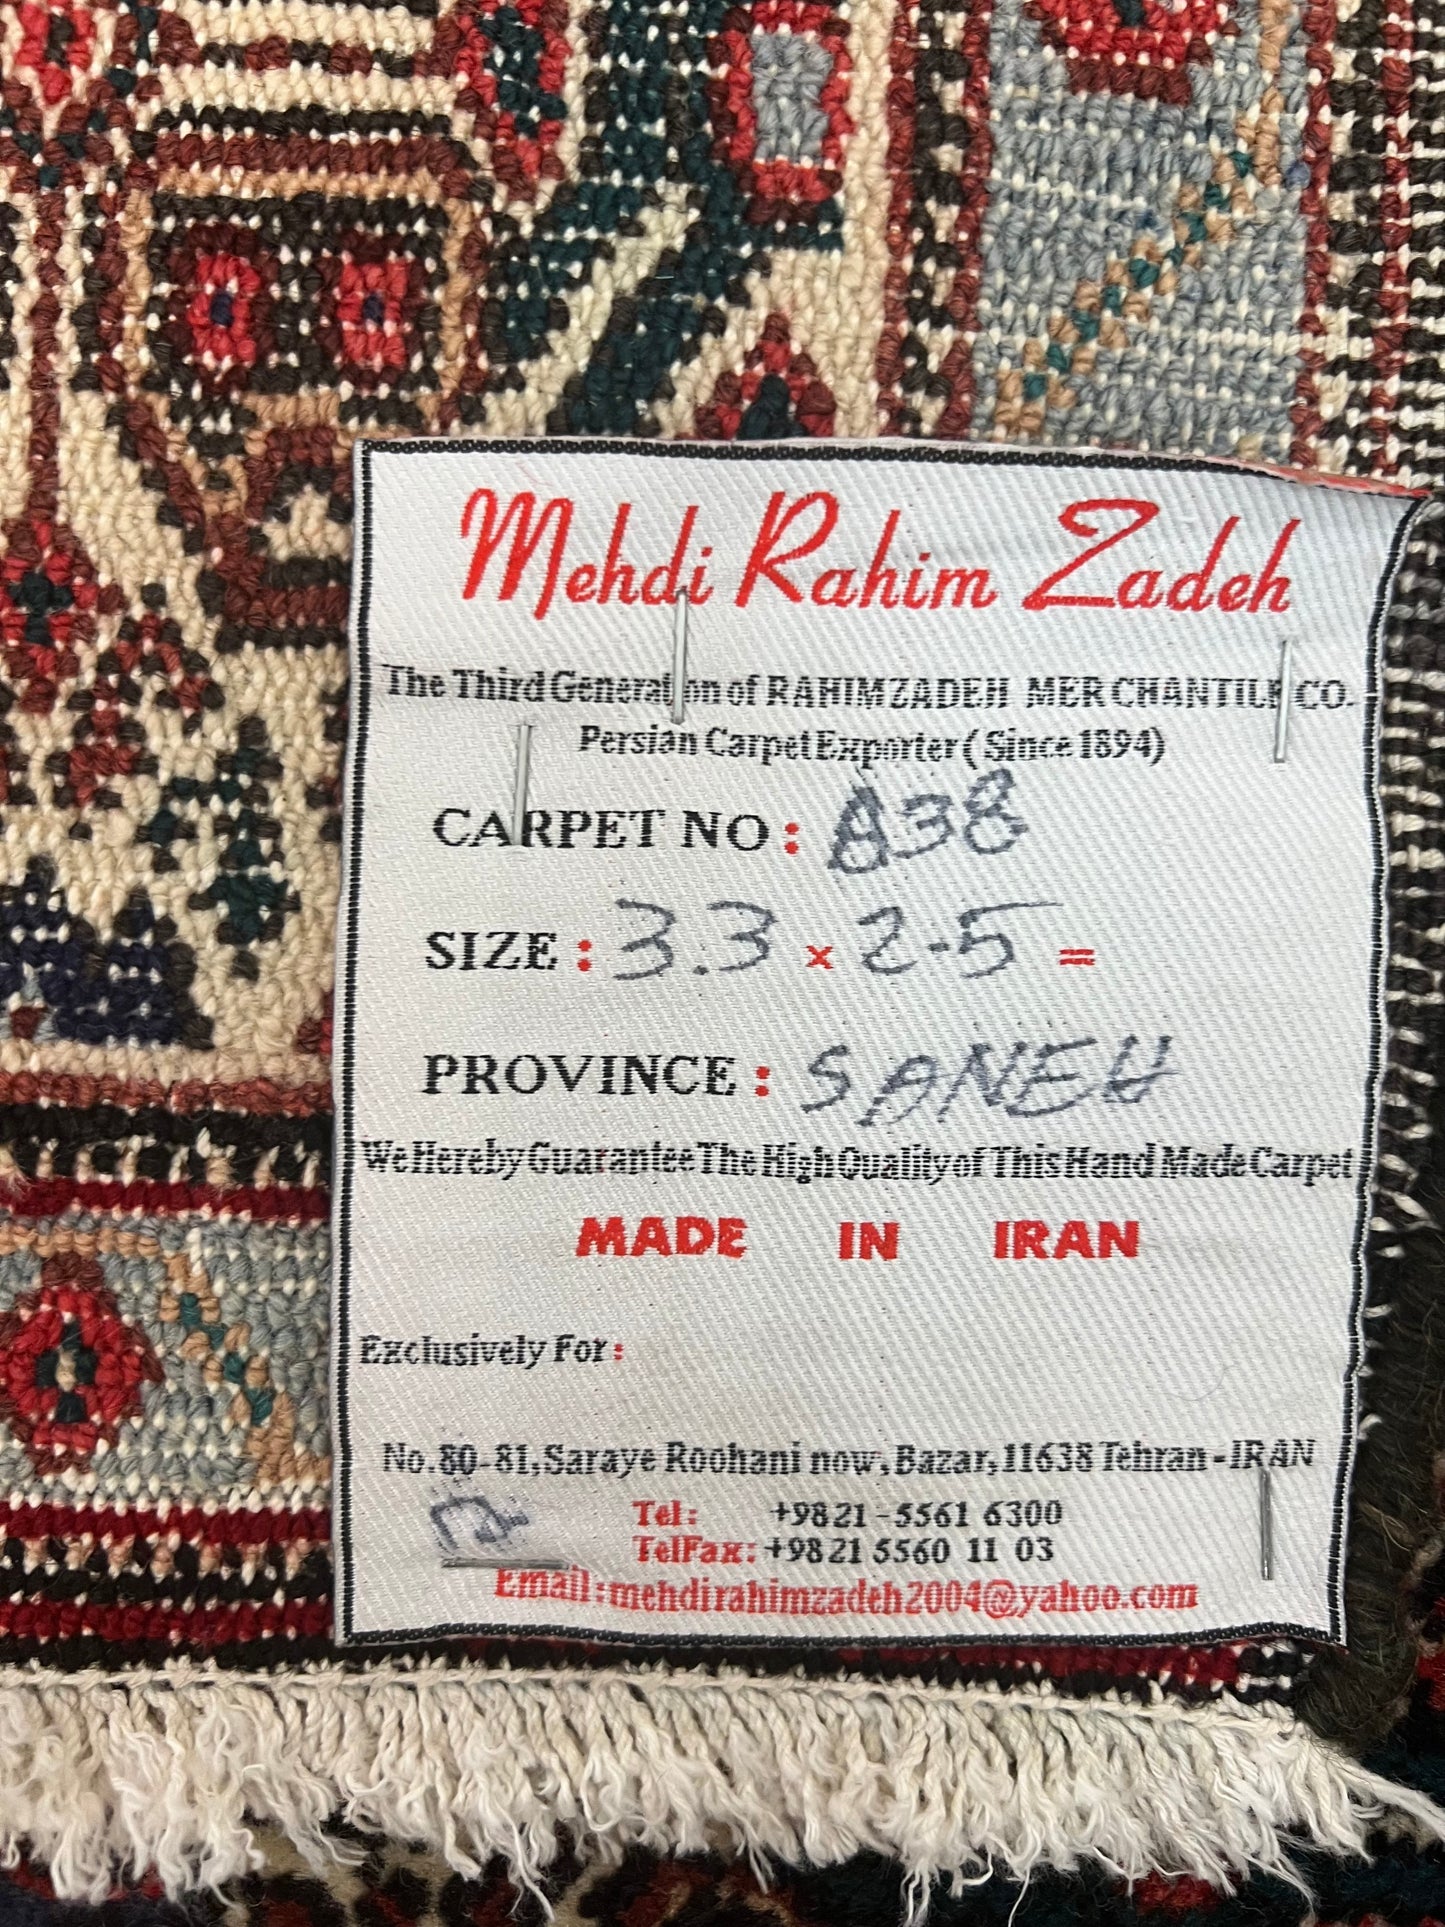 Mehdi Rahim Zadeh
The Third Generation of RAHIMZADEH MERCHANTILE CO.
Persian Carpet Exporter ( Since 1894)
CARPET NO : 838
SIZE : 3.3 x 2.5 =
PROVINCE : SANEH
We Hereby Guarantee The High Quality of This Hand Made Carpet
MADE IN IRAN
Exclusively For :
No.80-81,Saraye Roohani now,Bazar,11638 Tehran-IRAN
Tel: +9821-5561 6300
TelFax: +9821 5560 11 03
Email:mehdirahimzadeh2004@yahoo.com